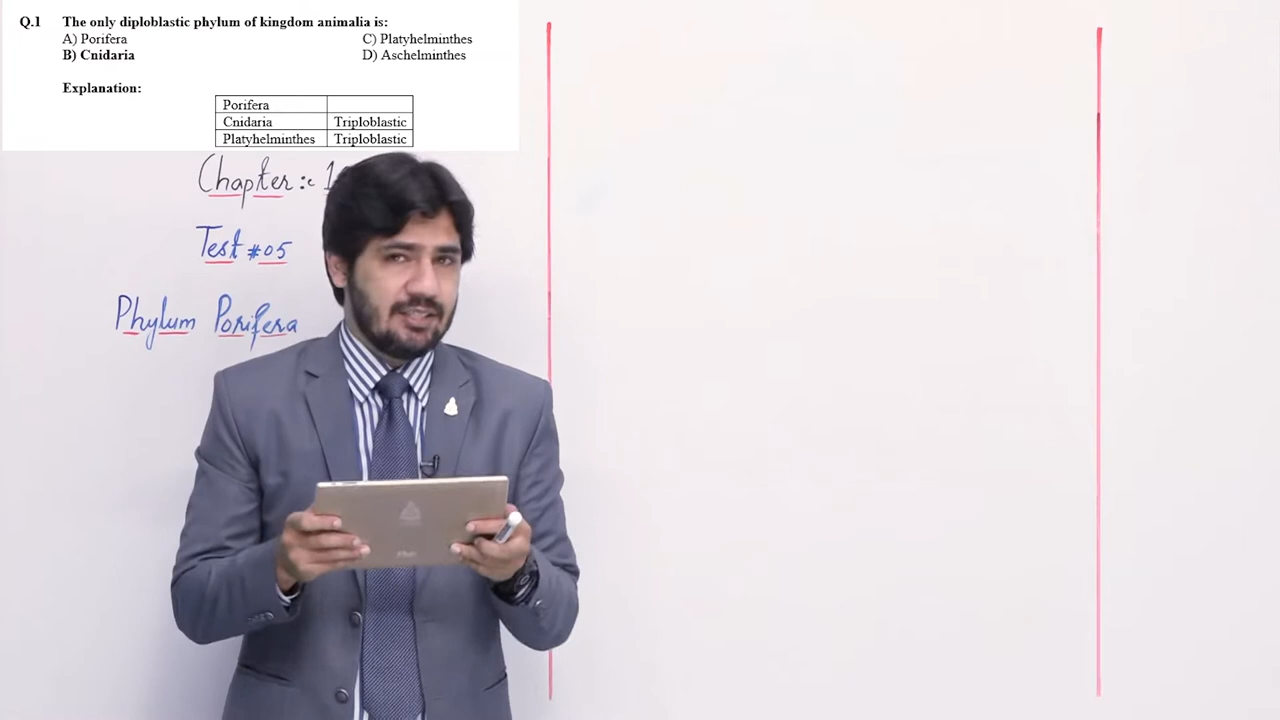 Q.1 The only diploblastic phylum of kingdom animalia is:
A) Porifera C) Platyhelminthes
B) Cnidaria D) Aschelminthes
Explanation:
Porifera
Cnidaria Triploblastic
Platyhelminthes Triploblastic
Chapter :
Test #05
Phylum Porifera